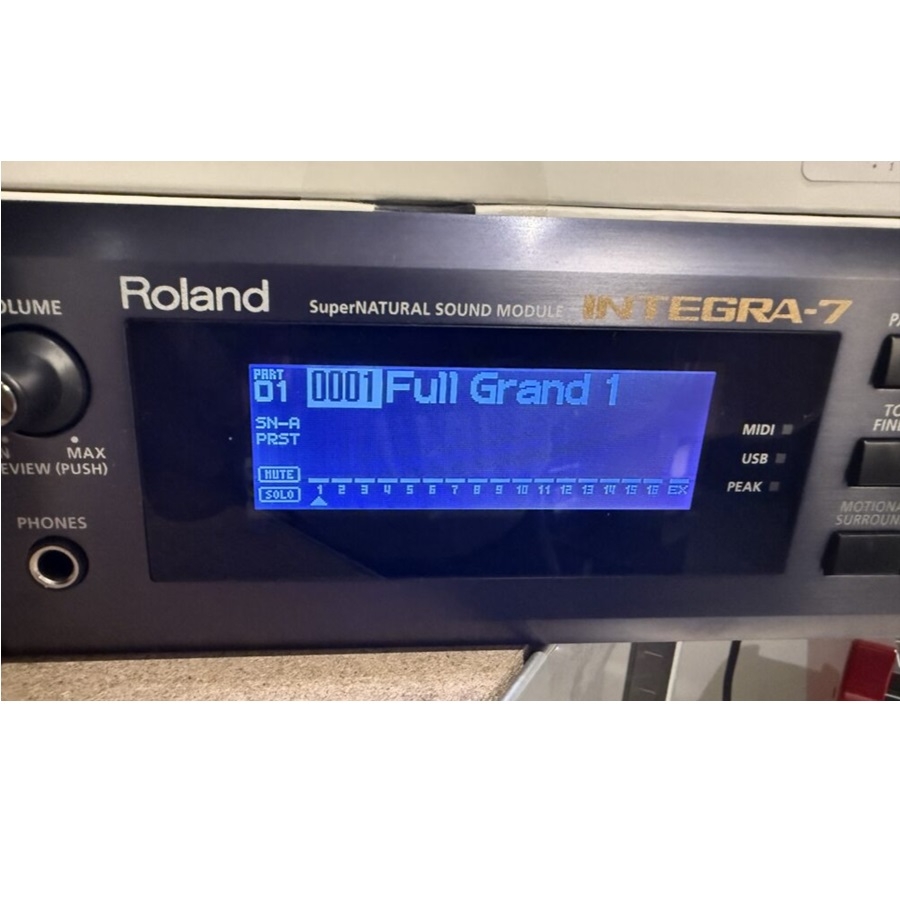 Roland
SuperNATURAL SOUND MODULE INTEGRA-7
MAX
(PUSH)
PHONES
PART
01
0001 Full Grand 1
SN-A
PRST
MUTE
SOLO
1 2 3 4 5 6 7 8 9 10 11 12 13 14 15 16 EX
MIDI
USB
PEAK